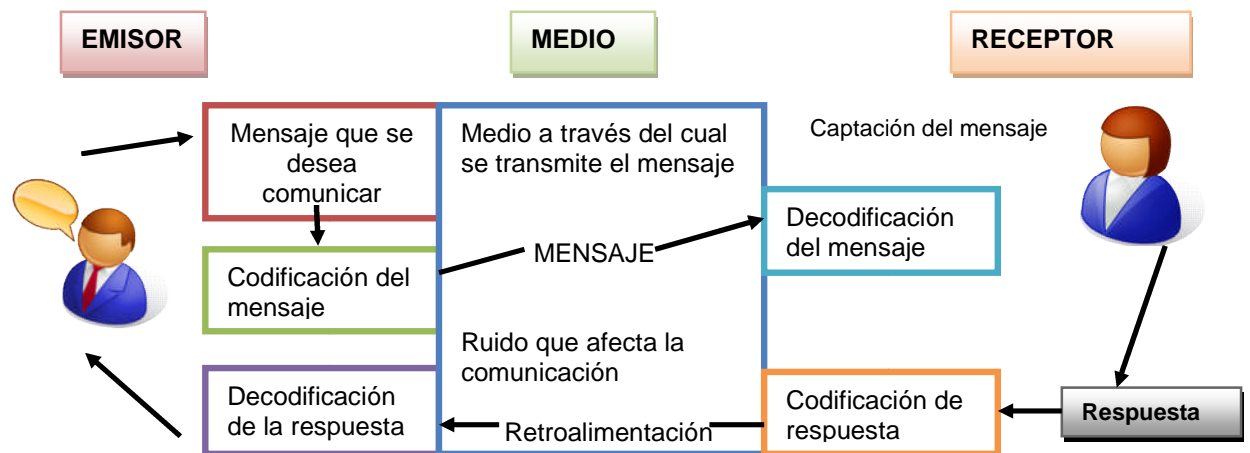 EMISOR
MEDIO
RECEPTOR
Mensaje que se
desea
comunicar
Medio a través del cual
se transmite el mensaje
Captación del mensaje
Codificación del
mensaje
MENSAJE
Decodificación
del mensaje
Ruido que afecta la
comunicación
Decodificación
de la respuesta
Retroalimentación
Codificación de
respuesta
Respuesta